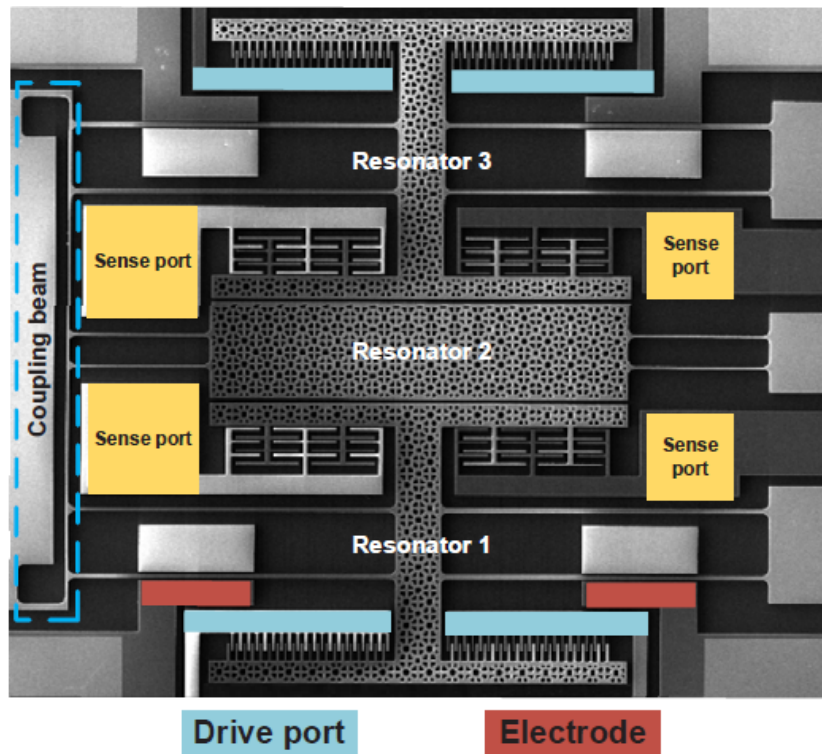 Resonator 3
Sense port
Sense
port
Coupling beam
Resonator 2
Sense port
Sense
port
Resonator 1
Drive port
Electrode